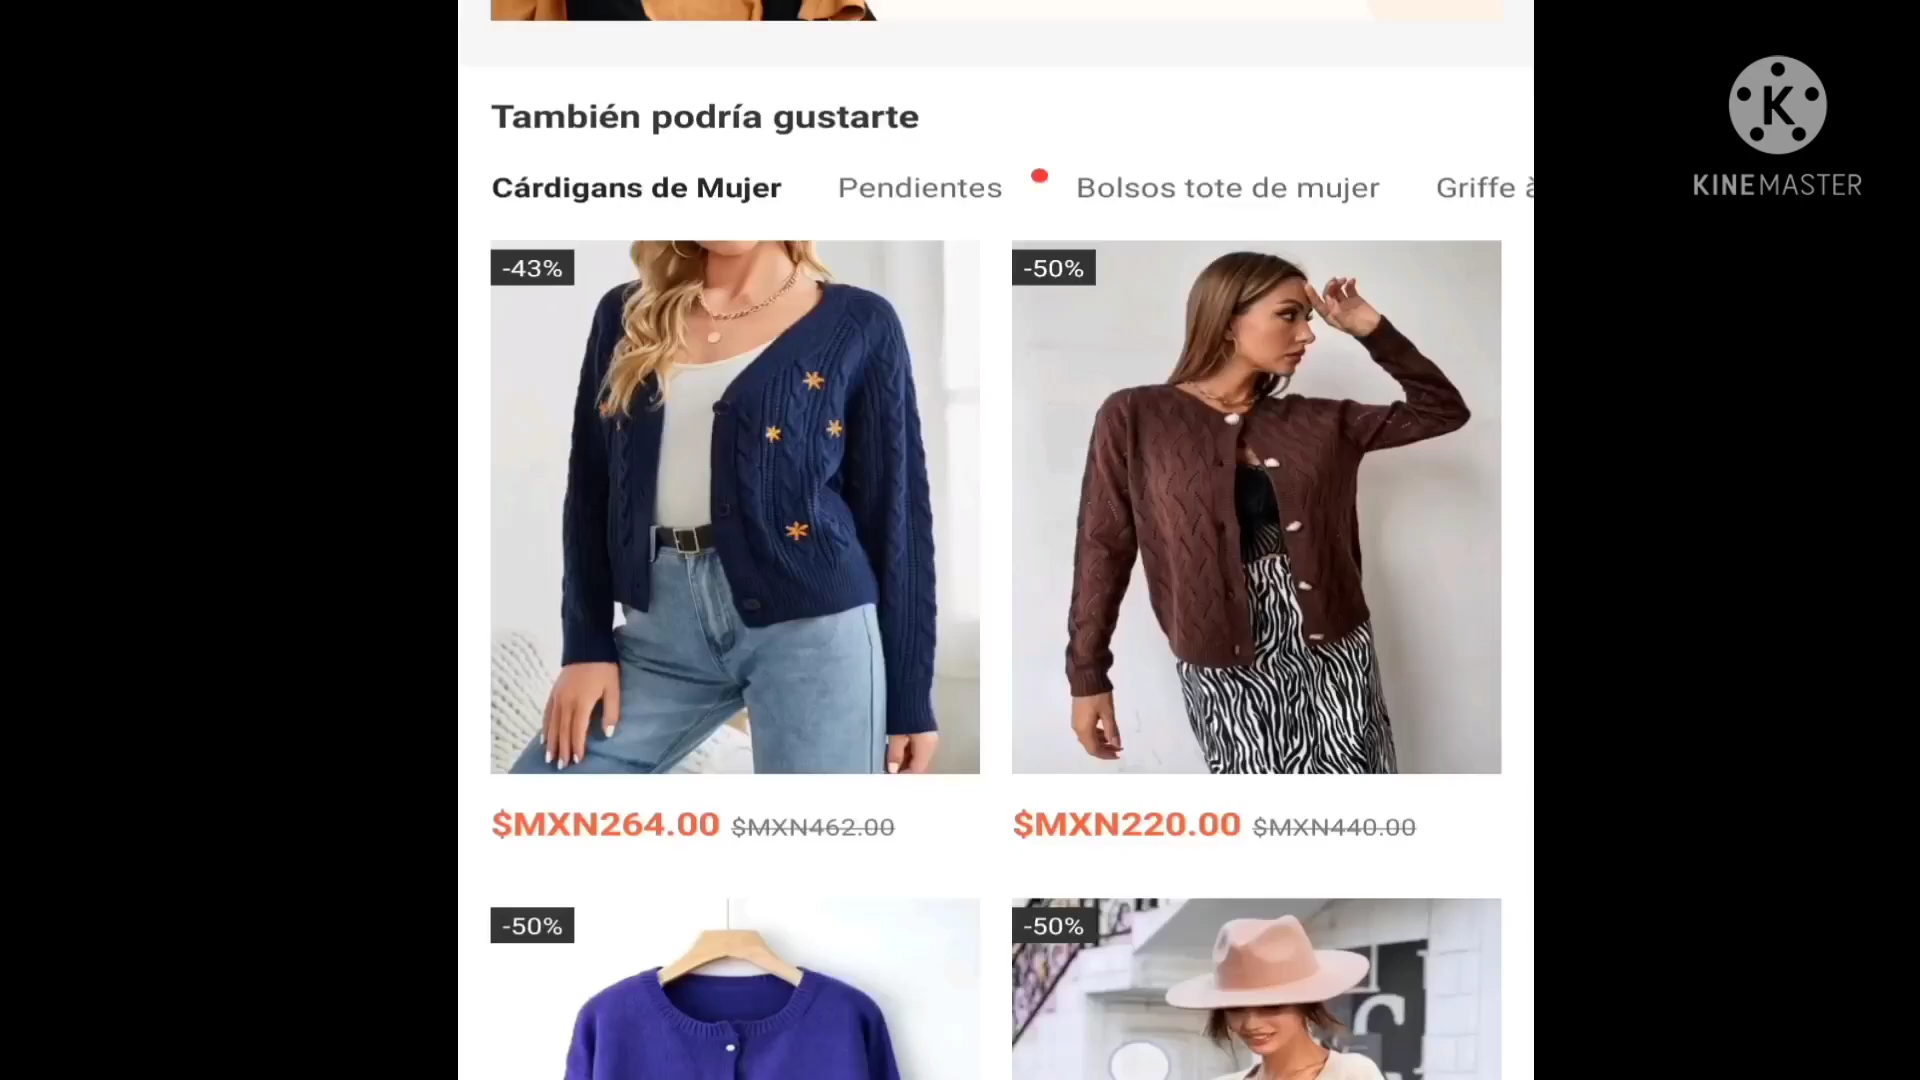 También podría gustarte
Cárdigans de Mujer Pendientes Bolsos tote de mujer Griffe à
-43% -50%
$MXN264.00 $MXN462.00 $MXN220.00 $MXN440.00
-50% -50%
K
KINEMASTER